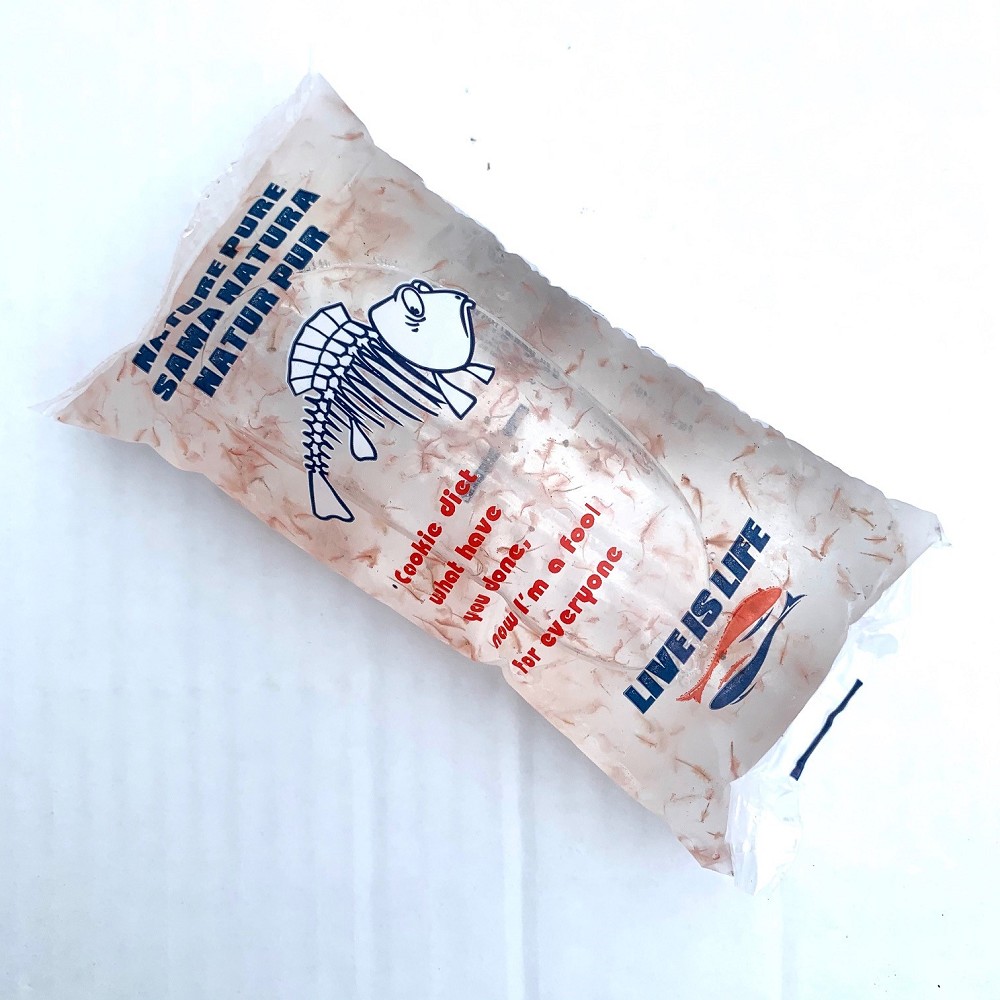 NATURE PURE
SAMA NATURA
NATUR PUR
Cookie diet
what have
you done,
now I'm a fool
for everyone
LIVE IS LIFE